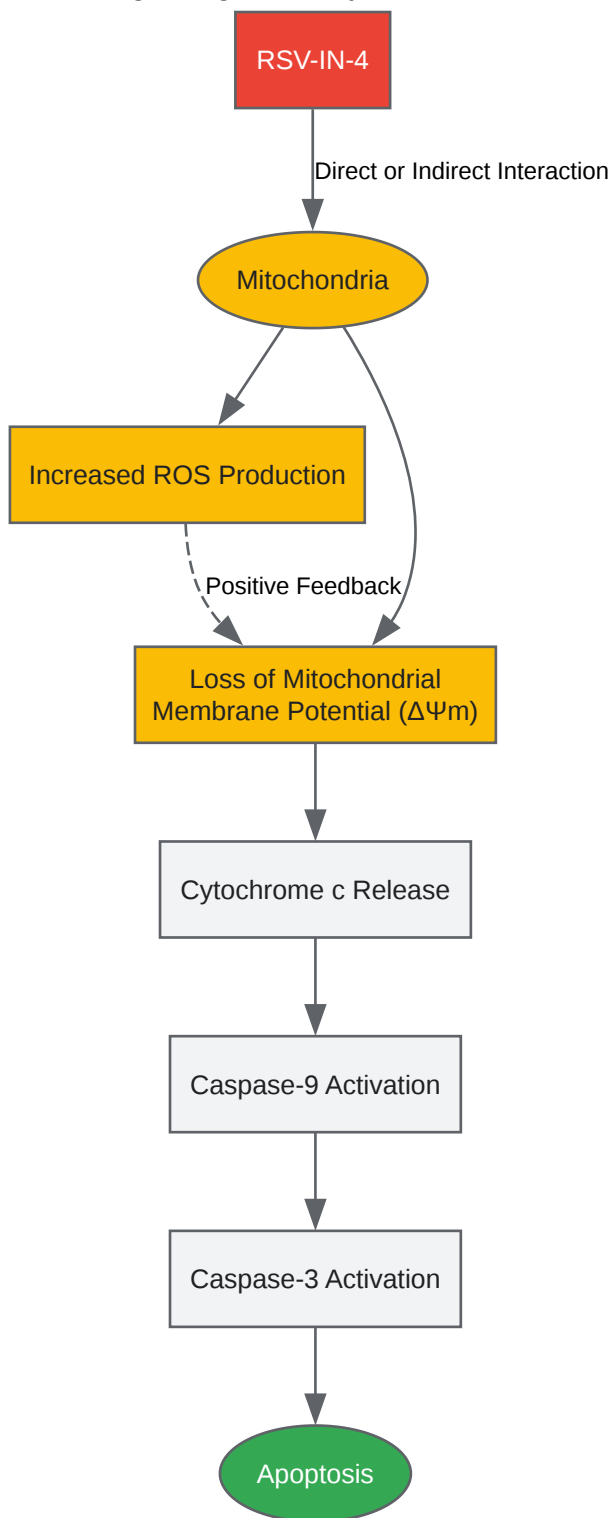 RSV-IN-4
Direct or Indirect Interaction
Mitochondria
Increased ROS Production
Positive Feedback
Loss of Mitochondrial
Membrane Potential (ΔΨm)
Cytochrome c Release
Caspase-9 Activation
Caspase-3 Activation
Apoptosis